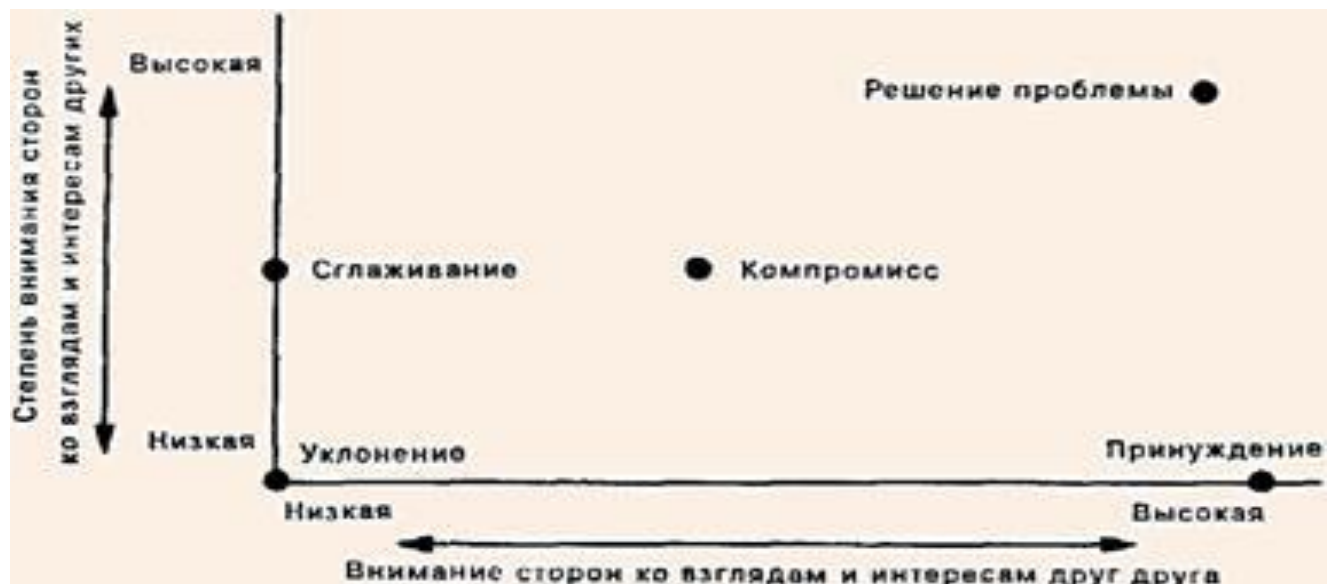 Степень внимания сторон
ко взглядам и интересам других
Высокая
Решение проблемы
Сглаживание
Компромисс
Низкая
Уклонение
Принуждение
Низкая
Высокая
Внимание сторон ко взглядам и интересам друг друга